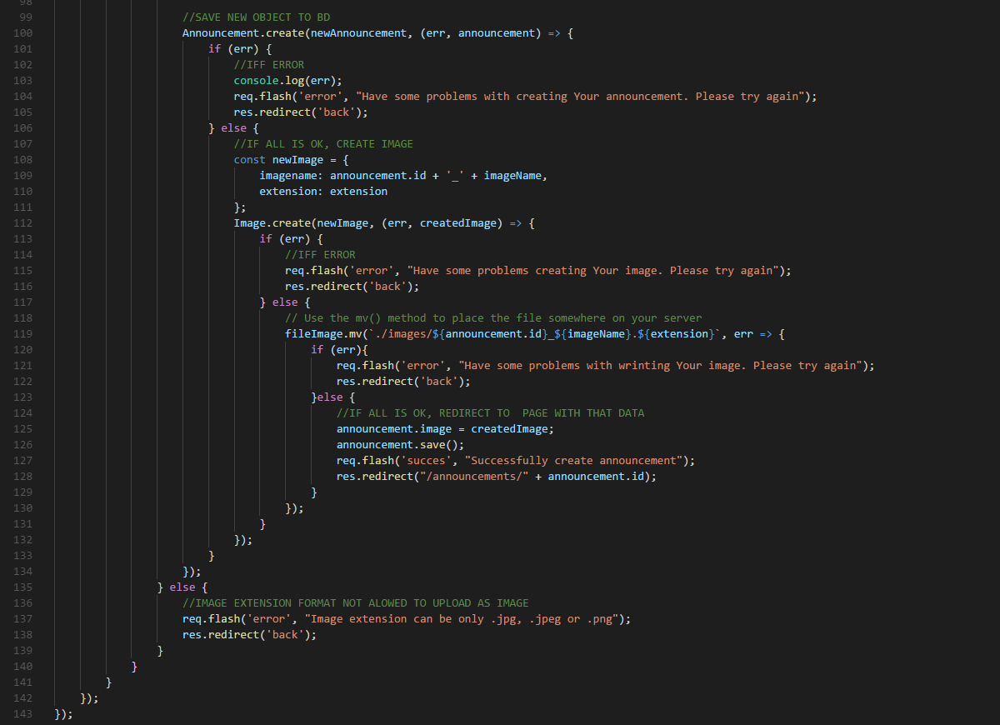 98
99 //SAVE NEW OBJECT TO BD
100 Announcement.create(newAnnouncement, (err, announcement) => {
101 if (err) {
102 //IFF ERROR
103 console.log(err);
104 req.flash('error', "Have some problems with creating Your announcement. Please try again");
105 res.redirect('back');
106 } else {
107 //IF ALL IS OK, CREATE IMAGE
108 const newImage = {
109 imagename: announcement.id + '_' + imageName,
110 extension: extension
111 };
112 Image.create(newImage, (err, createdImage) => {
113 if (err) {
114 //IFF ERROR
115 req.flash('error', "Have some problems creating Your image. Please try again");
116 res.redirect('back');
117 } else {
118 // Use the mv() method to place the file somewhere on your server
119 fileImage.mv(`./images/${announcement.id}_${imageName}.${extension}`, err => {
120 if (err){
121 req.flash('error', "Have some problems with wrinting Your image. Please try again");
122 res.redirect('back');
123 }else {
124 //IF ALL IS OK, REDIRECT TO  PAGE WITH THAT DATA
125 announcement.image = createdImage;
126 announcement.save();
127 req.flash('succes', "Successfully create announcement");
128 res.redirect("/announcements/" + announcement.id);
129 }
130 });
131 }
132 });
133 }
134 });
135 } else {
136 //IMAGE EXTENSION FORMAT NOT ALOWED TO UPLOAD AS IMAGE
137 req.flash('error', "Image extension can be only .jpg, .jpeg or .png");
138 res.redirect('back');
139 }
140 }
141 }
142 });
143 });